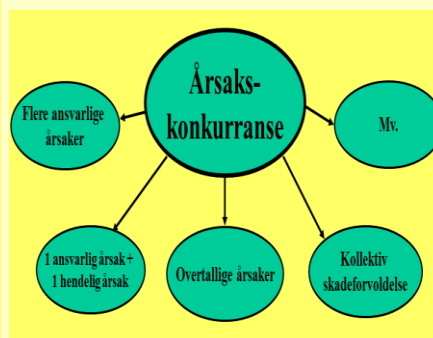 Årsaks-
konkurranse
Flere ansvarlige
årsaker
Mv.
1 ansvarlig årsak +
1 hendelig årsak
Overtallige årsaker
Kollektiv
skadeforvoldelse